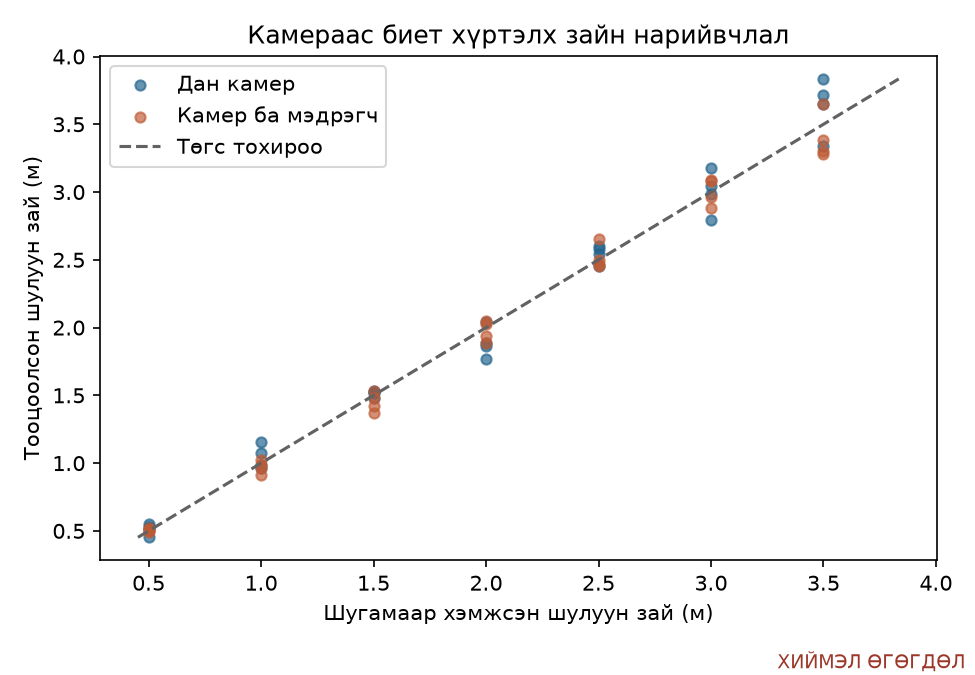 Камераас биет хүртэлх зайн нарийвчлал
Дан камер
Камер ба мэдрэгч
Төгс тохироо
Тооцоолсон шулуун зай (м)
4.0
3.5
3.0
2.5
2.0
1.5
1.0
0.5
0.5 1.0 1.5 2.0 2.5 3.0 3.5 4.0
Шугамаар хэмжсэн шулуун зай (м)
ХИЙМЭЛ ӨГӨГДӨЛ